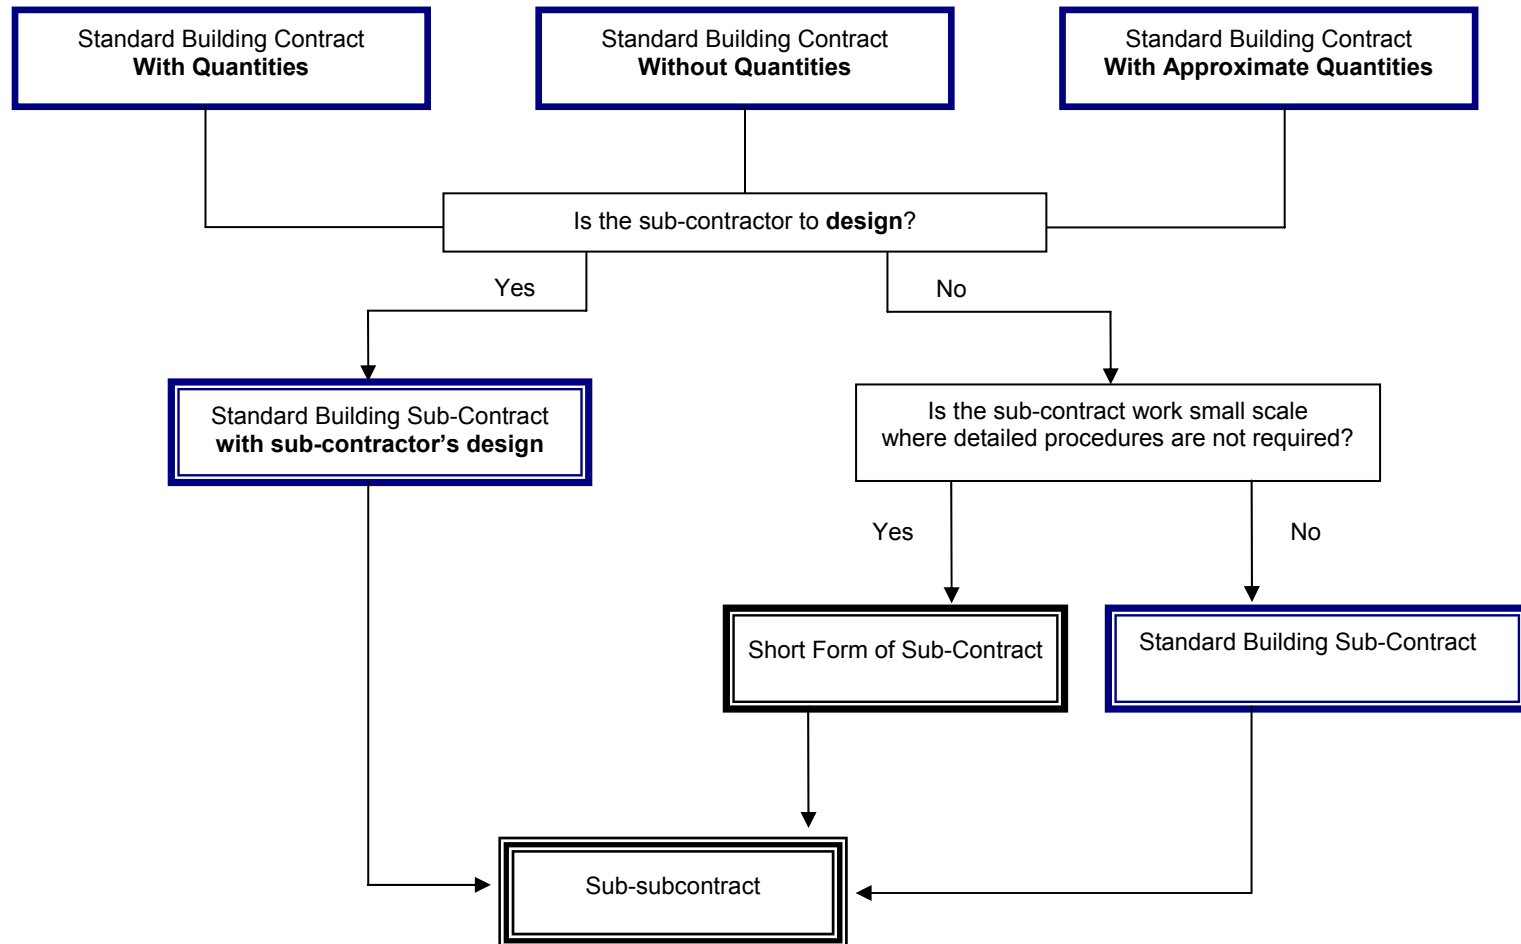 Standard Building Contract
With Quantities
Standard Building Contract
Without Quantities
Standard Building Contract
With Approximate Quantities
Is the sub-contractor to design?
Yes
No
Standard Building Sub-Contract
with sub-contractor’s design
Is the sub-contract work small scale
where detailed procedures are not required?
Yes
No
Short Form of Sub-Contract
Standard Building Sub-Contract
Sub-subcontract